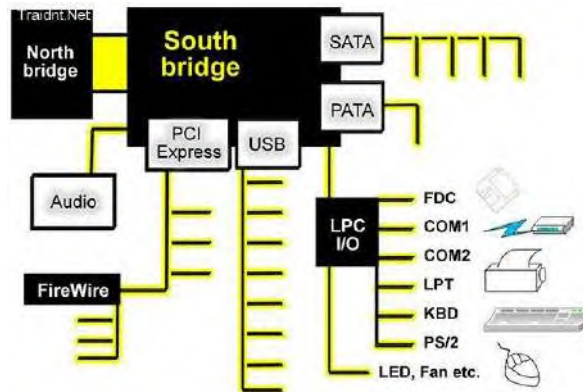 Traidnt.Net
North
bridge
South
bridge
SATA
PATA
PCI
Express
USB
Audio
LPC
I/O
FDC
COM1
COM2
LPT
KBD
PS/2
FireWire
LED, Fan etc.